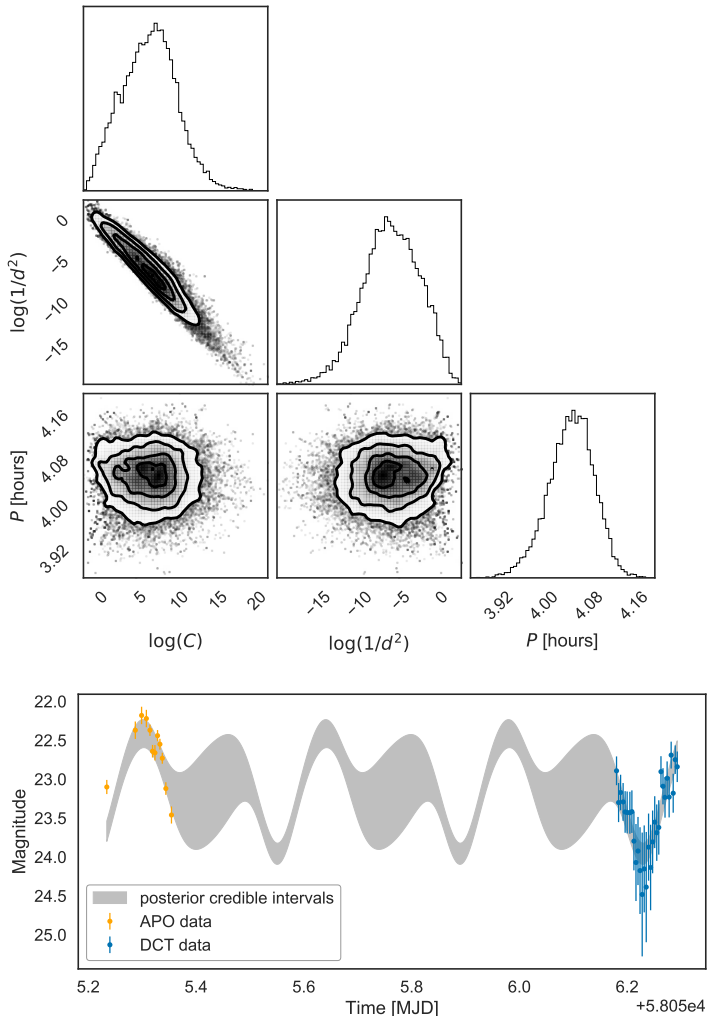 0
−5
−10
−15
log(1/d²)
4.16
4.08
4.00
3.92
P [hours]
0 5 10 15 20
−15 −10 −5 0
3.92 4.00 4.08 4.16
log(C)
log(1/d²)
P [hours]
22.0
22.5
23.0
23.5
24.0
24.5
25.0
Magnitude
posterior credible intervals
APO data
DCT data
5.2 5.4 5.6 5.8 6.0 6.2
+5.805e4
Time [MJD]